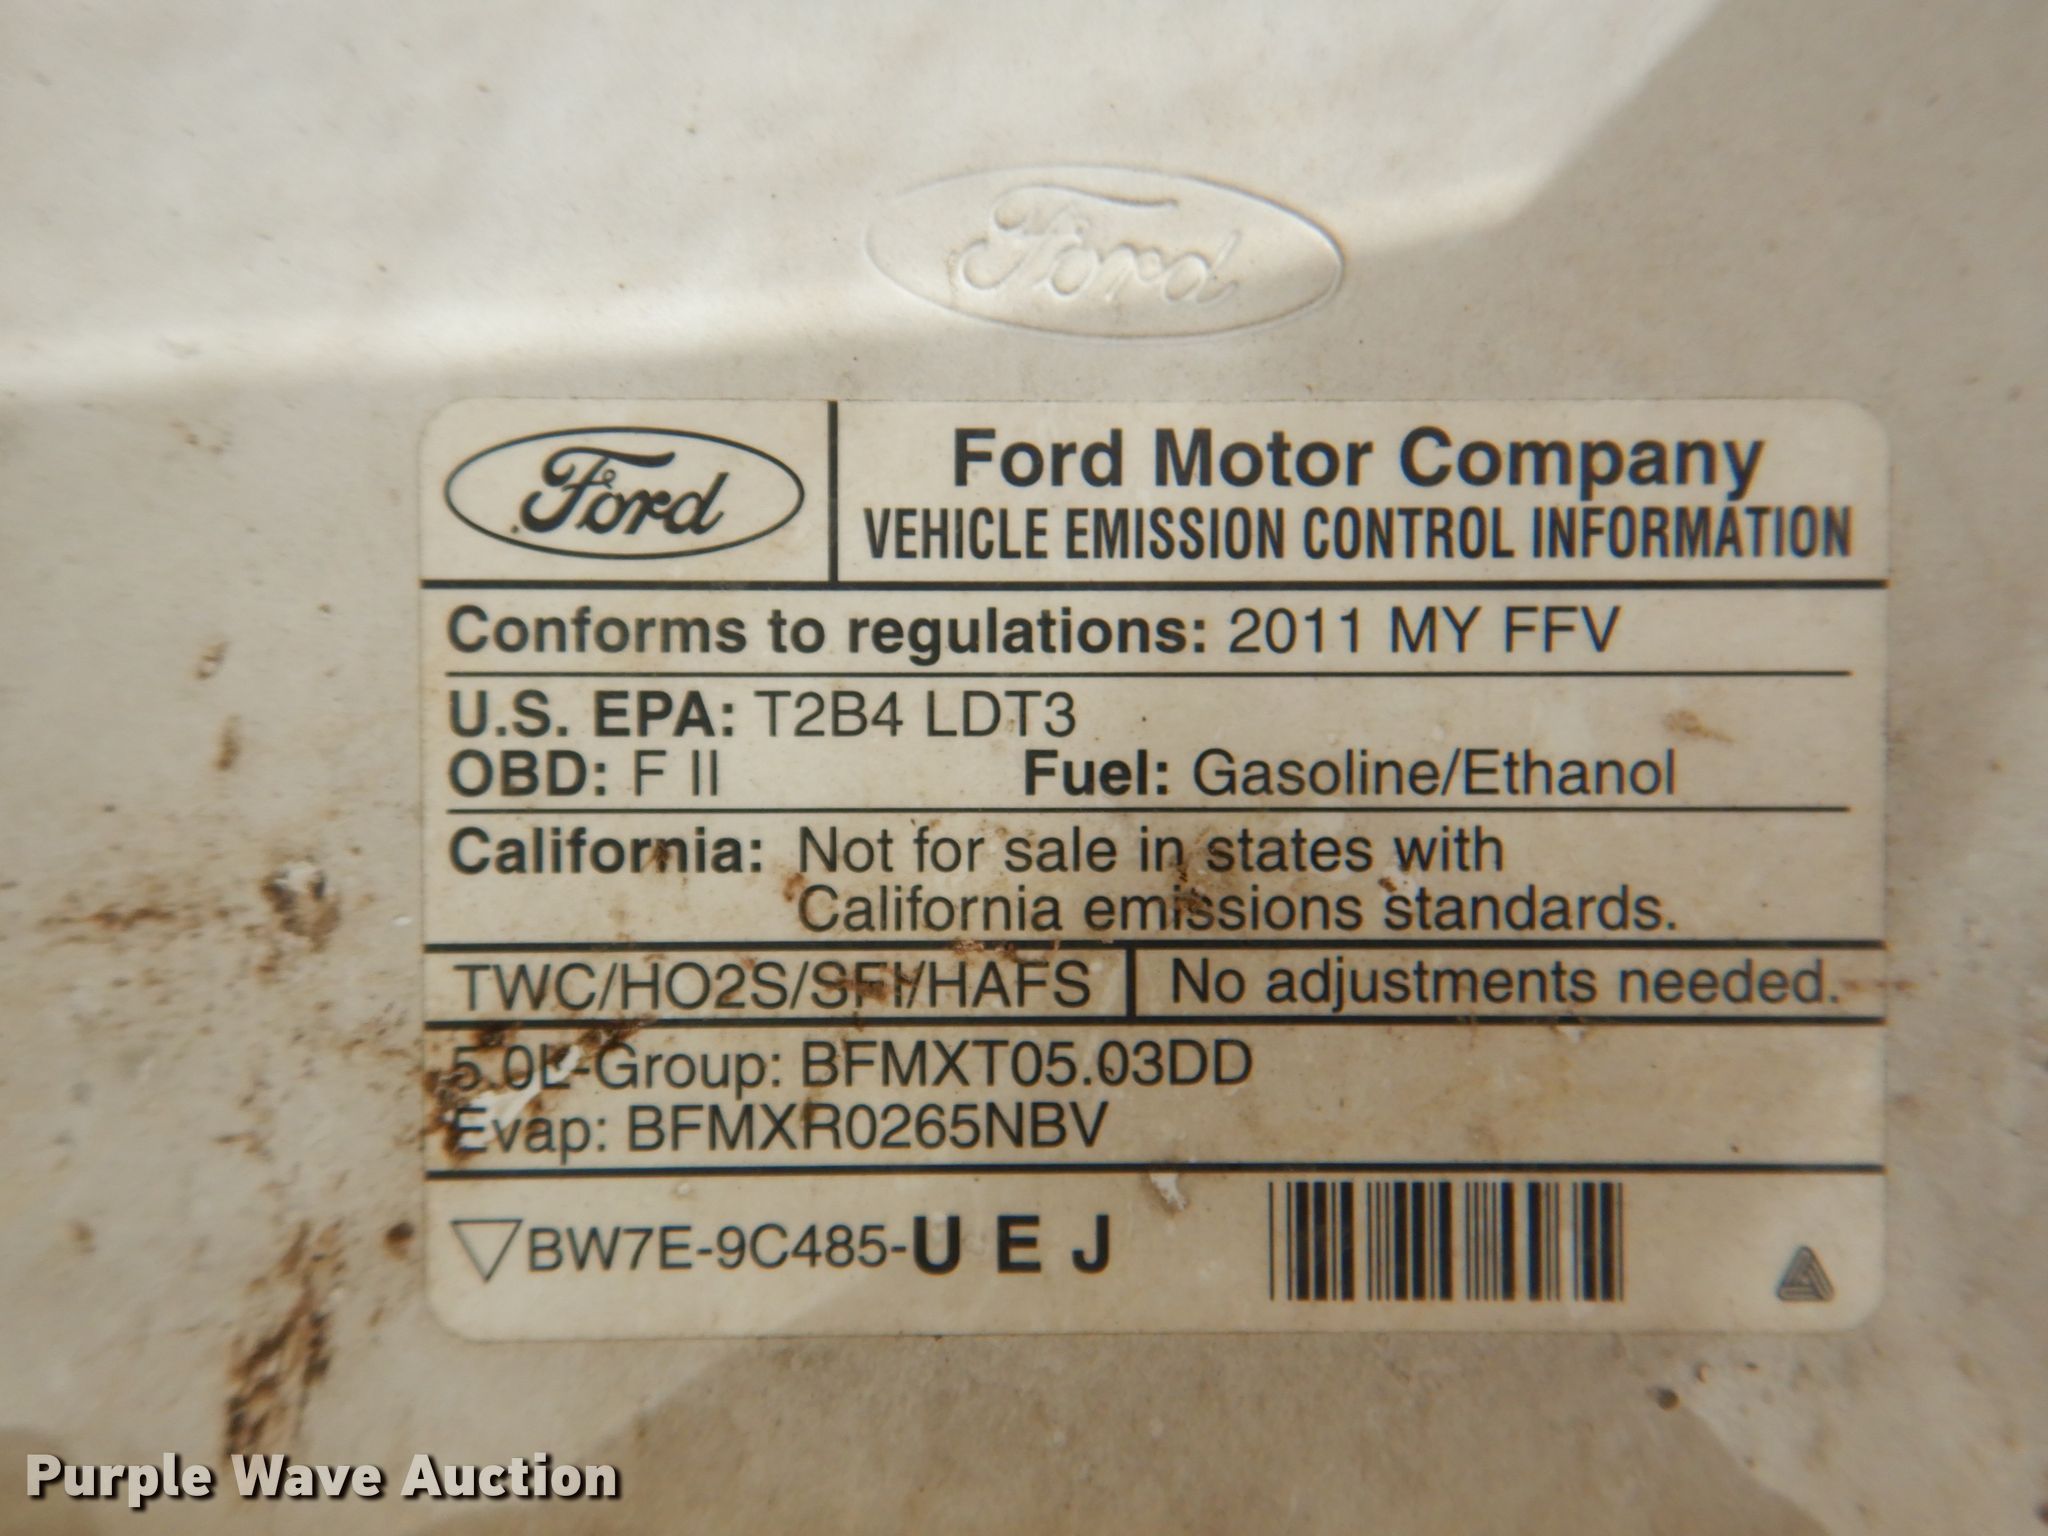 Ford
Ford
Ford Motor Company
VEHICLE EMISSION CONTROL INFORMATION
Conforms to regulations: 2011 MY FFV
U.S. EPA: T2B4 LDT3
OBD: F II Fuel: Gasoline/Ethanol
California: Not for sale in states with
California emissions standards.
TWC/HO2S/SFI/HAFS No adjustments needed.
5.0L-Group: BFMXT05.03DD
Evap: BFMXR0265NBV
BW7E-9C485-U E J
Purple Wave Auction